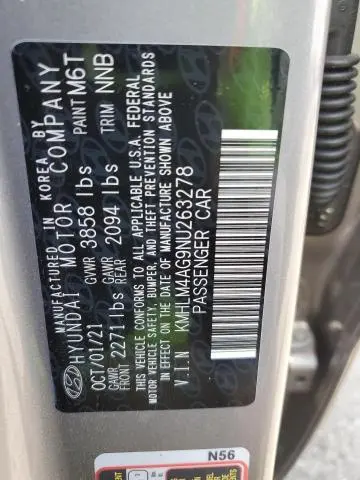 MANUFACTURED IN KOREA BY
HYUNDAI MOTOR COMPANY
OCT/01/21 GVWR 3858 lbs PAINT M6T
GAWR FRONT 2271 lbs GAWR REAR 2094 lbs TRIM NNB
THIS VEHICLE CONFORMS TO ALL APPLICABLE U.S.A. FEDERAL
MOTOR VEHICLE SAFETY, BUMPER, AND THEFT PREVENTION STANDARDS
IN EFFECT ON THE DATE OF MANUFACTURE SHOWN ABOVE
V.I.N KMHLM4AG9NU263278
PASSENGER CAR
N56